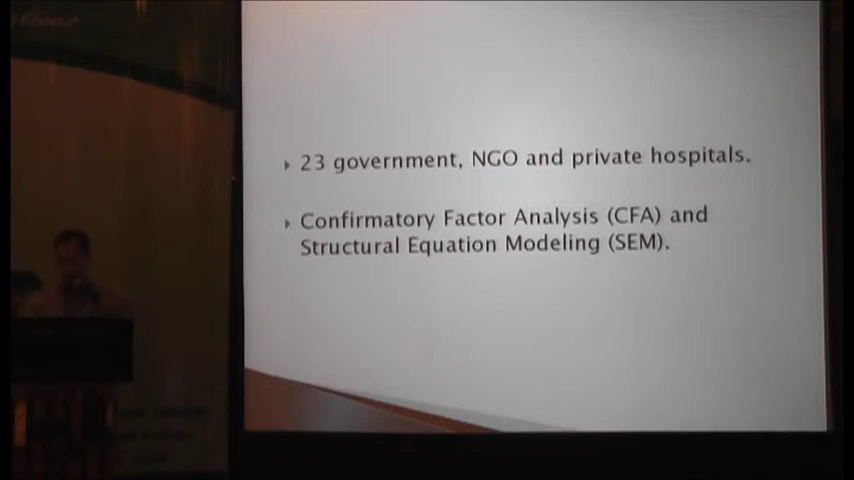 23 government, NGO and private hospitals.
Confirmatory Factor Analysis (CFA) and
Structural Equation Modeling (SEM).